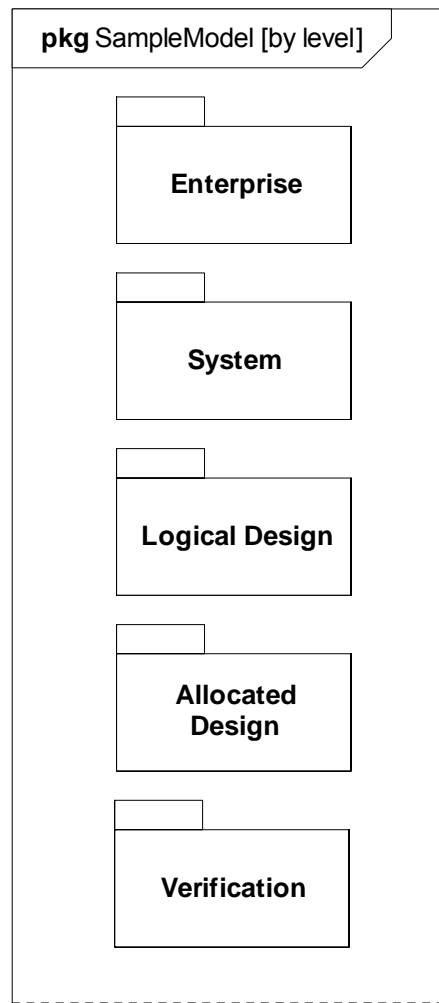 pkg SampleModel [by level]
Enterprise
System
Logical Design
Allocated
Design
Verification